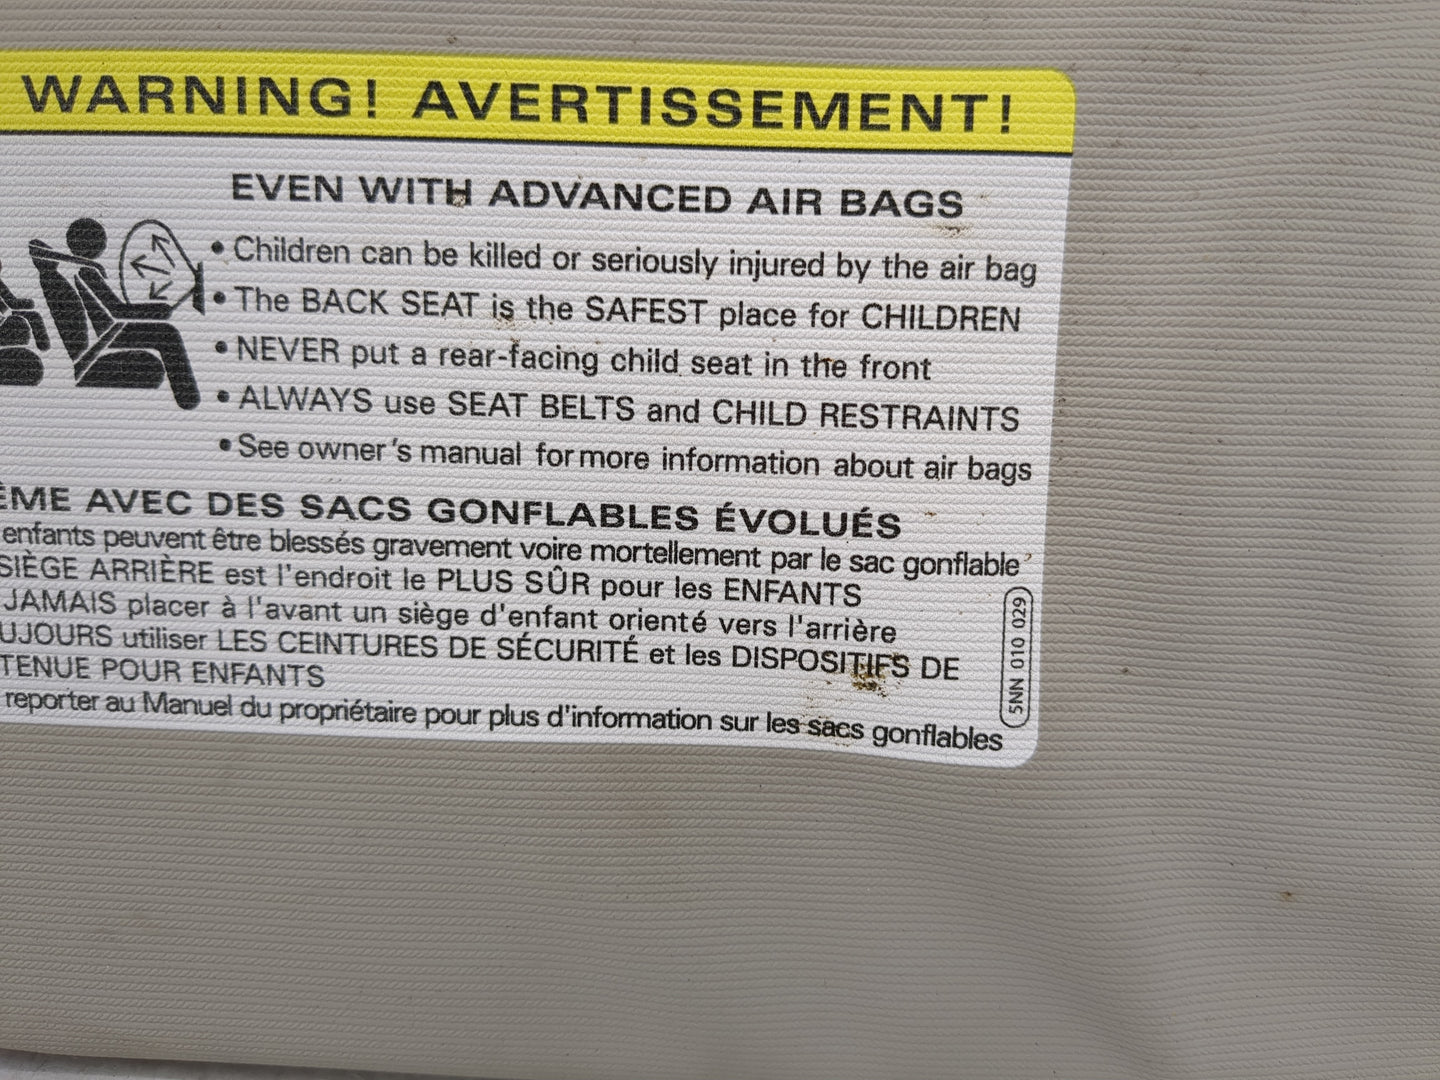 WARNING! AVERTISSEMENT!
EVEN WITH ADVANCED AIR BAGS
• Children can be killed or seriously injured by the air bag
• The BACK SEAT is the SAFEST place for CHILDREN
• NEVER put a rear-facing child seat in the front
• ALWAYS use SEAT BELTS and CHILD RESTRAINTS
• See owner's manual for more information about air bags
ÊME AVEC DES SACS GONFLABLES ÉVOLUÉS
enfants peuvent être blessés gravement voire mortellement par le sac gonflable
SIÈGE ARRIÈRE est l'endroit le PLUS SÛR pour les ENFANTS
JAMAIS placer à l'avant un siège d'enfant orienté vers l'arrière
UJOURS utiliser LES CEINTURES DE SÉCURITÉ et les DISPOSITIFS DE
TENUE POUR ENFANTS
reporter au Manuel du propriétaire pour plus d'information sur les sacs gonflables
5NN 010 029